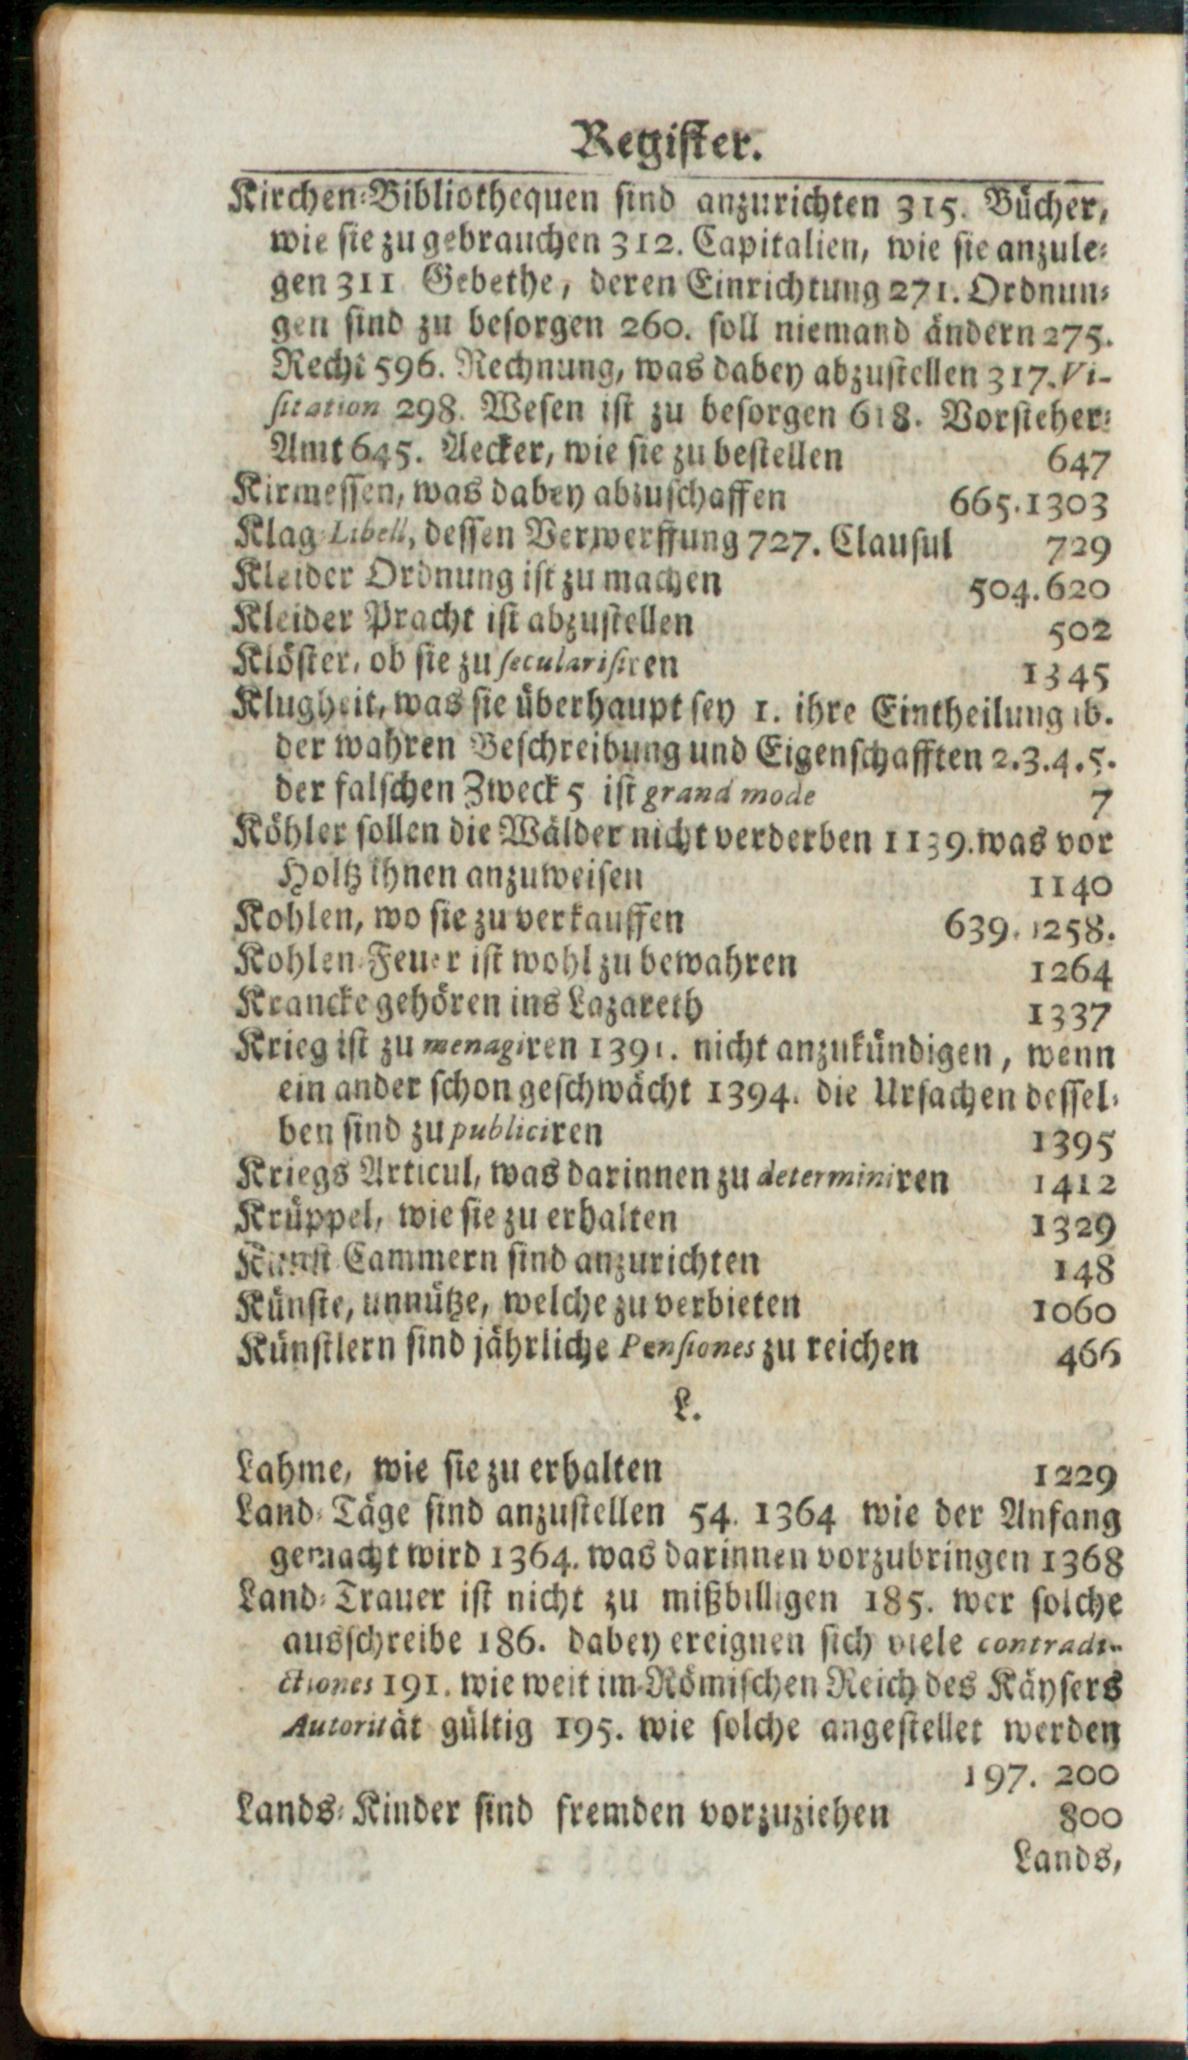 Register.
Kirchen-Bibliothequen sind anzurichten 315. Bücher,
wie sie zu gebrauchen 312. Capitalien, wie sie anzule-
gen 311 Gebethe, deren Einrichtung 271. Ordnun-
gen sind zu besorgen 260. soll niemand ändern 275.
Recht 596. Rechnung, was dabey abzustellen 317. Vi-
sitation 298. Wesen ist zu besorgen 618. Vorsteher-
Amt 645. Aecker, wie sie zu bestellen 647
Kirmessen, was dabey abzuschaffen 665. 1303
Klag-Libell, dessen Verwerffung 727. Clausul 729
Kleider Ordnung ist zu machen 504. 620
Kleider Pracht ist abzustellen 502
Klöster, ob sie zu secularisiren 1345
Klugheit, was sie überhaupt sey 1. ihre Eintheilung ib.
der wahren Beschreibung und Eigenschafften 2. 3. 4. 5.
der falschen Zweck 5 ist grand mode 7
Köhler sollen die Wälder nicht verderben 1139. was vor
Holtz ihnen anzuweisen 1140
Kohlen, wo sie zu verkauffen 639. 1258.
Kohlen-Feuer ist wohl zu bewahren 1264
Krancke gehören ins Lazareth 1337
Krieg ist zu menagiren 1391. nicht anzukündigen, wenn
ein ander schon geschwächt 1394. die Ursachen dessel-
ben sind zu publiciren 1395
Kriegs Articul, was darinnen zu determiniren 1412
Krüppel, wie sie zu erhalten 1329
Kunst-Cammern sind anzurichten 148
Künste, unnütze, welche zu verbieten 1060
Künstlern sind jährliche Pensiones zu reichen 466
L.
Lahme, wie sie zu erhalten 1229
Land-Täge sind anzustellen 54. 1364 wie der Anfang
gemacht wird 1364. was darinnen vorzubringen 1368
Land-Trauer ist nicht zu mißbilligen 185. wer solche
ausschreibe 186. dabey ereignen sich viele contradi-
ctiones 191. wie weit im Römischen Reich des Käysers
Autorität gültig 195. wie solche angestellet werden
197. 200
Lands-Kinder sind fremden vorzuziehen 800
Lands,